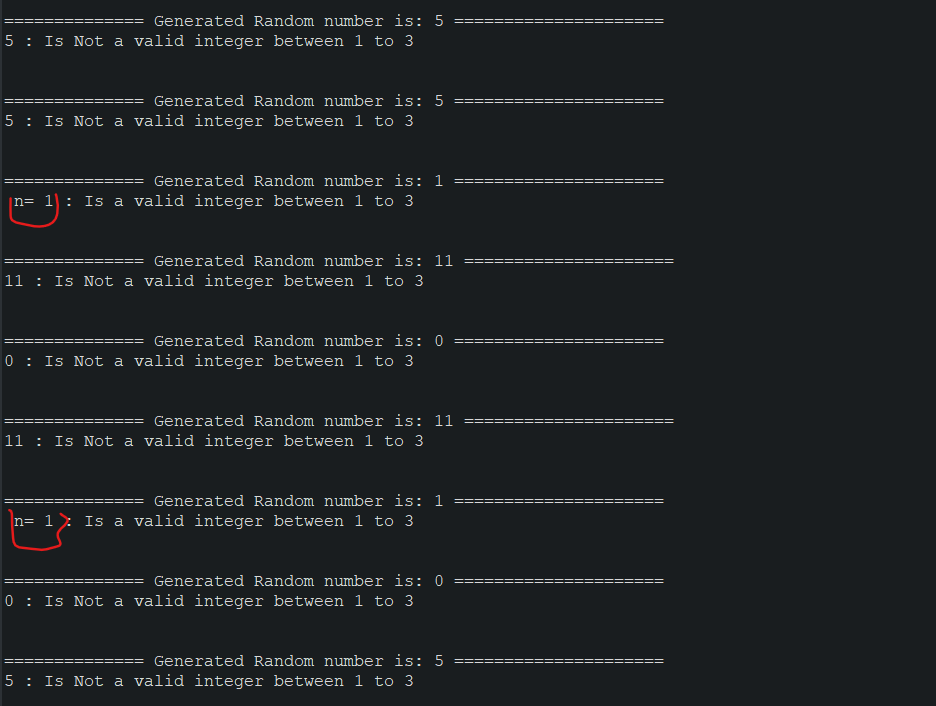 ============== Generated Random number is: 5 =====================
5 : Is Not a valid integer between 1 to 3
============== Generated Random number is: 5 =====================
5 : Is Not a valid integer between 1 to 3
============== Generated Random number is: 1 =====================
n= 1 : Is a valid integer between 1 to 3
============== Generated Random number is: 11 =====================
11 : Is Not a valid integer between 1 to 3
============== Generated Random number is: 0 =====================
0 : Is Not a valid integer between 1 to 3
============== Generated Random number is: 11 =====================
11 : Is Not a valid integer between 1 to 3
============== Generated Random number is: 1 =====================
n= 1 : Is a valid integer between 1 to 3
============== Generated Random number is: 0 =====================
0 : Is Not a valid integer between 1 to 3
============== Generated Random number is: 5 =====================
5 : Is Not a valid integer between 1 to 3